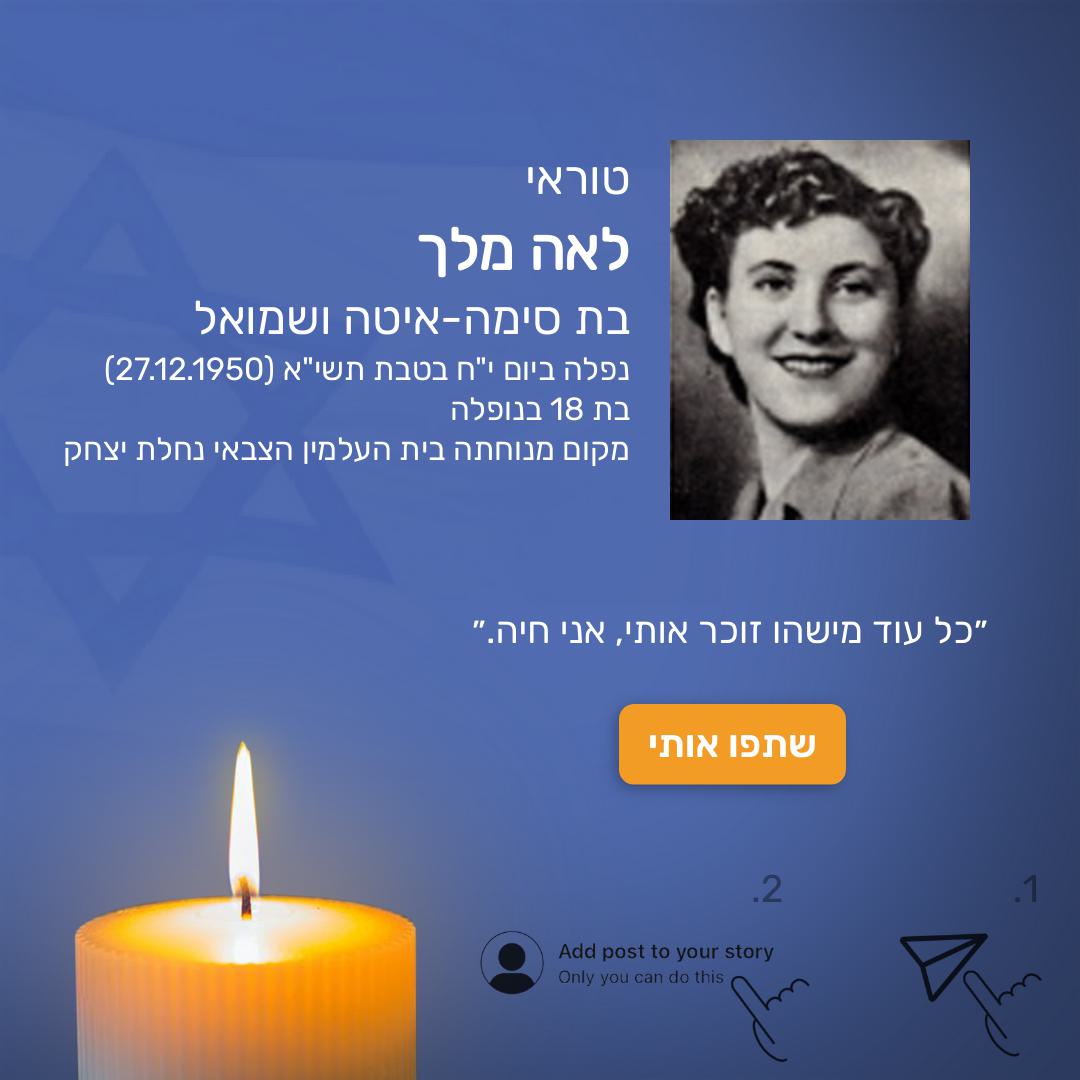 טוראי
לאה מלך
בת סימה-איטה ושמואל
נפלה ביום י"ח בטבת תשי"א (27.12.1950)
בת 18 בנופלה
מקום מנוחתה בית העלמין הצבאי נחלת יצחק
״כל עוד מישהו זוכר אותי, אני חיה.״
שתפו אותי
1.
2.
Add post to your story
Only you can do this